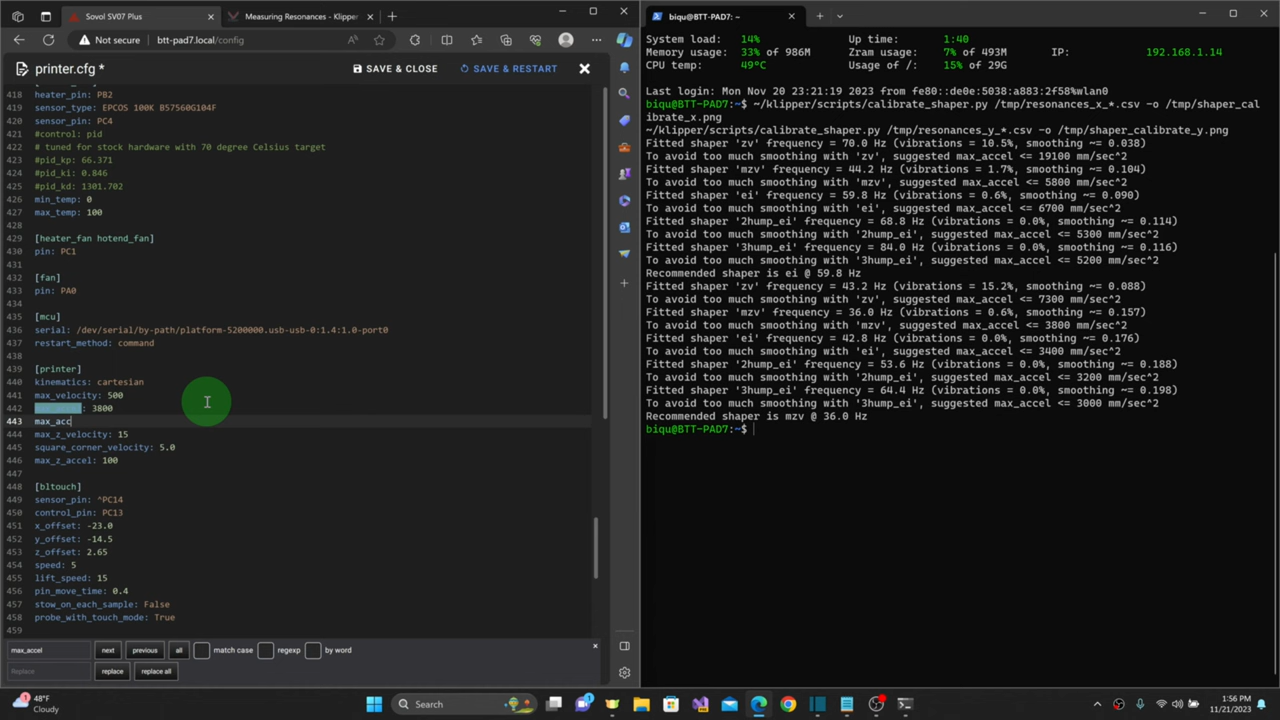 Sovol SV07 Plus
Measuring Resonances - Klipper
Not secure
btt-pad7.local/config
printer.cfg *
SAVE & CLOSE
SAVE & RESTART
418 heater_pin: PB2
419 sensor_type: EPCOS 100K B57560G104F
420 sensor_pin: PC4
421 #control: pid
422 # tuned for stock hardware with 70 degree Celsius target
423 #pid_kp: 66.371
424 #pid_ki: 0.846
425 #pid_kd: 1301.702
426 min_temp: 0
427 max_temp: 100
428
429 [heater_fan hotend_fan]
430 pin: PC1
431
432 [fan]
433 pin: PA0
434
435 [mcu]
436 serial: /dev/serial/by-path/platform-5200000.usb-usb-0:1.4:1.0-port0
437 restart_method: command
438
439 [printer]
440 kinematics: cartesian
441 max_velocity: 500
442 : 3800
443 max_acc
444 max_z_velocity: 15
445 square_corner_velocity: 5.0
446 max_z_accel: 100
447
448 [bltouch]
449 sensor_pin: ^PC14
450 control_pin: PC13
451 x_offset: -23.0
452 y_offset: -14.5
453 z_offset: 2.65
454 speed: 5
455 lift_speed: 15
456 pin_move_time: 0.4
457 stow_on_each_sample: False
458 probe_with_touch_mode: True
459
max_accel
next
previous
all
match case
regexp
by word
Replace
replace
replace all
biqu@BTT-PAD7: ~
System load: 14% Up time: 1:40
Memory usage: 33% of 986M Zram usage: 7% of 493M IP: 192.168.1.14
CPU temp: 49°C Usage of /: 15% of 29G
Last login: Mon Nov 20 23:21:19 2023 from fe80::de0e:5038:a883:2f58%wlan0
biqu@BTT-PAD7:~$ ~/klipper/scripts/calibrate_shaper.py /tmp/resonances_x_*.csv -o /tmp/shaper_cal
ibrate_x.png
~/klipper/scripts/calibrate_shaper.py /tmp/resonances_y_*.csv -o /tmp/shaper_calibrate_y.png
Fitted shaper 'zv' frequency = 70.0 Hz (vibrations = 10.5%, smoothing ~= 0.038)
To avoid too much smoothing with 'zv', suggested max_accel <= 19100 mm/sec^2
Fitted shaper 'mzv' frequency = 44.2 Hz (vibrations = 1.7%, smoothing ~= 0.104)
To avoid too much smoothing with 'mzv', suggested max_accel <= 5800 mm/sec^2
Fitted shaper 'ei' frequency = 59.8 Hz (vibrations = 0.6%, smoothing ~= 0.090)
To avoid too much smoothing with 'ei', suggested max_accel <= 6700 mm/sec^2
Fitted shaper '2hump_ei' frequency = 68.8 Hz (vibrations = 0.0%, smoothing ~= 0.114)
To avoid too much smoothing with '2hump_ei', suggested max_accel <= 5300 mm/sec^2
Fitted shaper '3hump_ei' frequency = 84.0 Hz (vibrations = 0.0%, smoothing ~= 0.116)
To avoid too much smoothing with '3hump_ei', suggested max_accel <= 5200 mm/sec^2
Recommended shaper is ei @ 59.8 Hz
Fitted shaper 'zv' frequency = 43.2 Hz (vibrations = 15.2%, smoothing ~= 0.088)
To avoid too much smoothing with 'zv', suggested max_accel <= 7300 mm/sec^2
Fitted shaper 'mzv' frequency = 36.0 Hz (vibrations = 0.6%, smoothing ~= 0.157)
To avoid too much smoothing with 'mzv', suggested max_accel <= 3800 mm/sec^2
Fitted shaper 'ei' frequency = 42.8 Hz (vibrations = 0.0%, smoothing ~= 0.176)
To avoid too much smoothing with 'ei', suggested max_accel <= 3400 mm/sec^2
Fitted shaper '2hump_ei' frequency = 53.6 Hz (vibrations = 0.0%, smoothing ~= 0.188)
To avoid too much smoothing with '2hump_ei', suggested max_accel <= 3200 mm/sec^2
Fitted shaper '3hump_ei' frequency = 64.4 Hz (vibrations = 0.0%, smoothing ~= 0.198)
To avoid too much smoothing with '3hump_ei', suggested max_accel <= 3000 mm/sec^2
Recommended shaper is mzv @ 36.0 Hz
biqu@BTT-PAD7:~$
48°F
Cloudy
Search
1:56 PM
11/21/2023